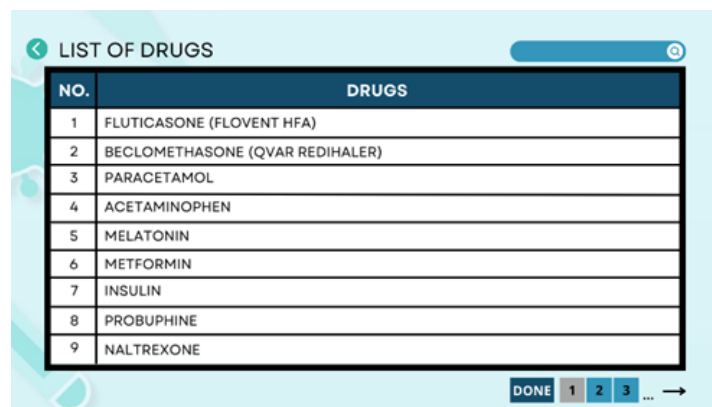 LIST OF DRUGS
NO. DRUGS
1 FLUTICASONE (FLOVENT HFA)
2 BECLOMETHASONE (QVAR REDIHALER)
3 PARACETAMOL
4 ACETAMINOPHEN
5 MELATONIN
6 METFORMIN
7 INSULIN
8 PROBUPHINE
9 NALTREXONE
DONE 1 2 3 ... →